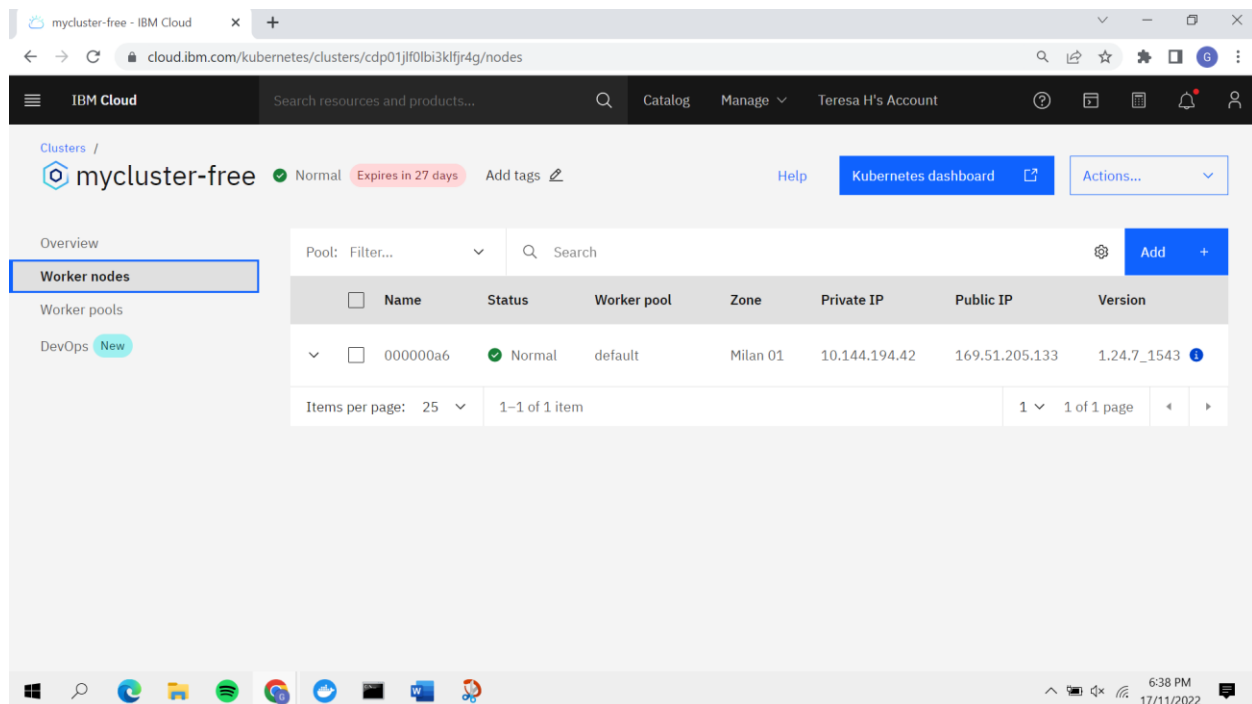 mycluster-free - IBM Cloud
cloud.ibm.com/kubernetes/clusters/cdp01jlf0lbi3klfjr4g/nodes
G
IBM Cloud Search resources and products... Catalog Manage Teresa H's Account
Clusters /
mycluster-free Normal Expires in 27 days Add tags Help Kubernetes dashboard Actions...
Overview
Worker nodes
Worker pools
DevOps New
Pool: Filter... Search Add +
Name Status Worker pool Zone Private IP Public IP Version
000000a6 Normal default Milan 01 10.144.194.42 169.51.205.133 1.24.7_1543
Items per page: 25 1–1 of 1 item 1 1 of 1 page
6:38 PM
17/11/2022